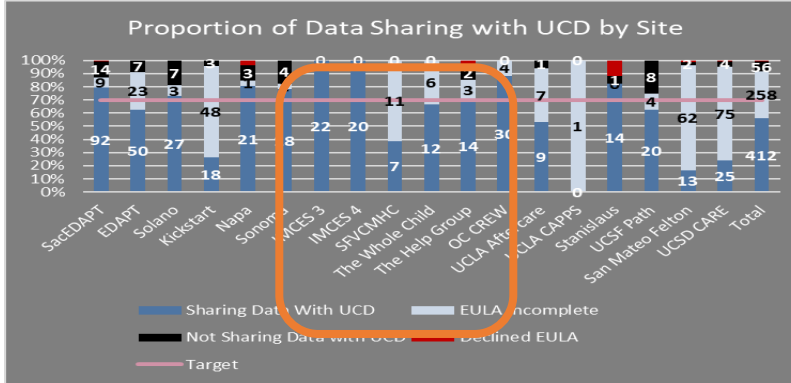 Proportion of Data Sharing with UCD by Site
100%
90%
80%
70%
60%
50%
40%
30%
20%
10%
0%
14 7 7 3 3 4 0 0 0 0 2 0 1 0 1 8 2 4 56
9 23 3 48 1 11 6 3 4 7 1 4 62 75 258
92 50 27 18 21 22 20 7 12 14 30 9 0 14 20 13 25 412
SacEDAPT
EDAPT
Solano
Kickstart
Napa
Sonoma
IMCES 3
IMCES 4
SFVCMHC
The Whole Child
The Help Group
OC CREW
UCLA Aftercare
UCLA CAPPS
Stanislaus
UCSF Path
San Mateo Felton
UCSD CARE
Total
Sharing Data With UCD EULA Incomplete
Not Sharing Data with UCD Declined EULA
Target